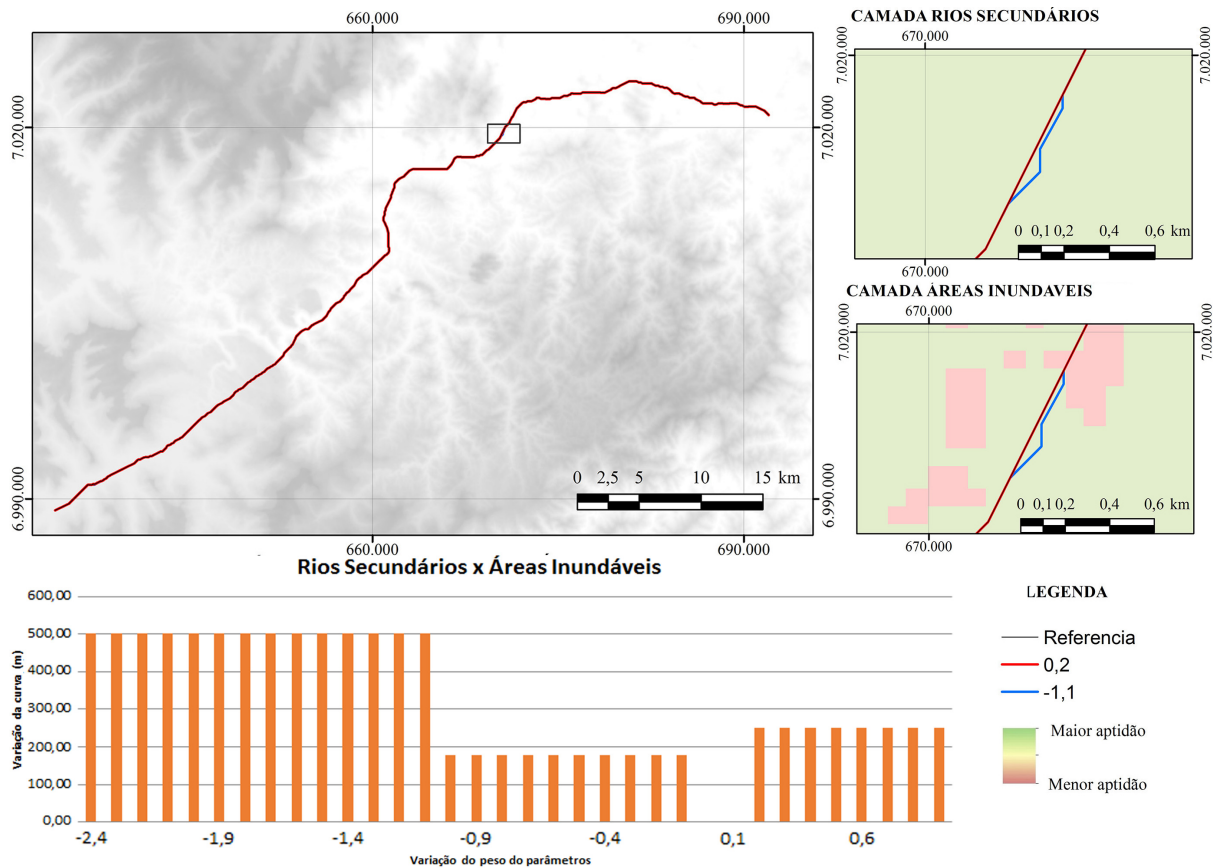 660.000
690.000
7.020.000
7.020.000
6.990.000
6.990.000
0 2,5 5 10 15 km
660.000
690.000
CAMADA RIOS SECUNDÁRIOS
670.000
7.020.000
7.020.000
0 0,1 0,2 0,4 0,6 km
670.000
CAMADA ÁREAS INUNDAVEIS
670.000
7.020.000
7.020.000
0 0,1 0,2 0,4 0,6 km
670.000
Rios Secundários x Áreas Inundáveis
Variação da curva (m)
600,00
500,00
400,00
300,00
200,00
100,00
0,00
-2,4 -1,9 -1,4 -0,9 -0,4 0,1 0,6
Variação do peso do parâmetros
LEGENDA
Referencia
0,2
-1,1
Maior aptidão
Menor aptidão